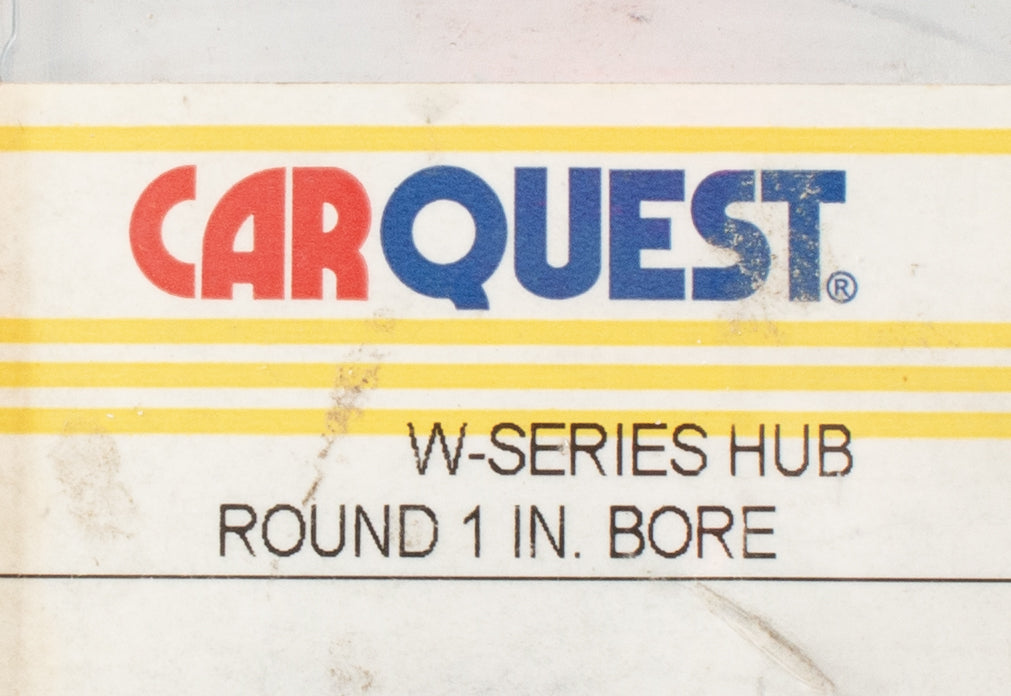 CARQUEST®
W-SERIES HUB
ROUND 1 IN. BORE